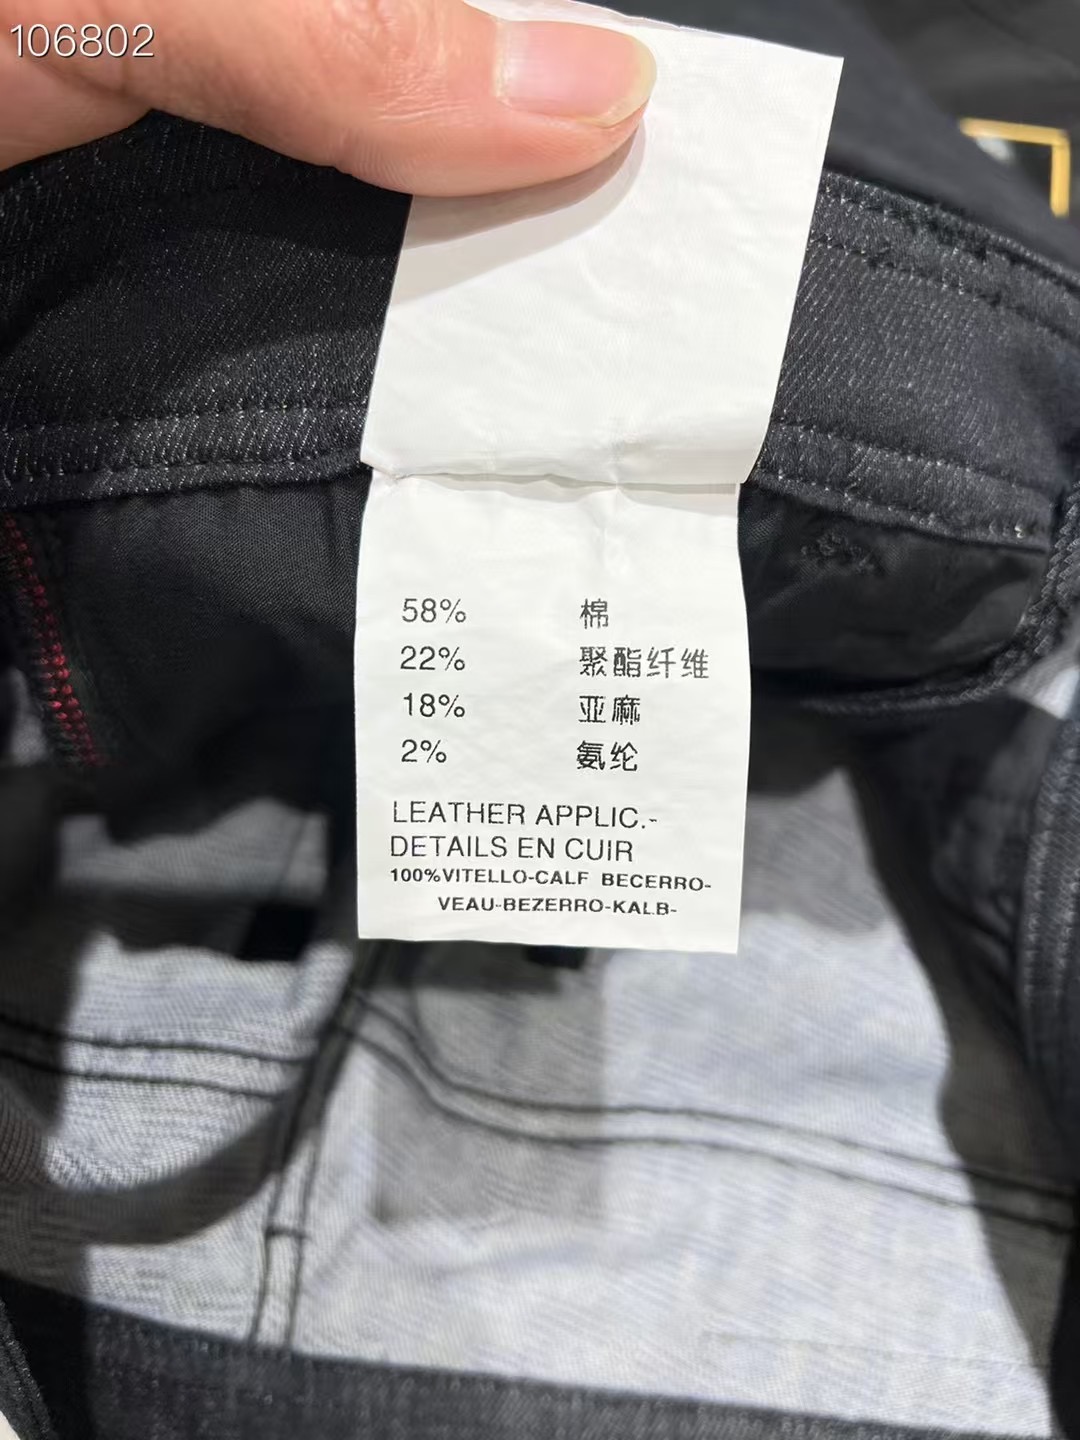 106802
58% 棉
22% 聚酯纤维
18% 亚麻
2% 氨纶
LEATHER APPLIC.-
DETAILS EN CUIR
100%VITELLO-CALF BECERRO-
VEAU-BEZERRO-KALB-